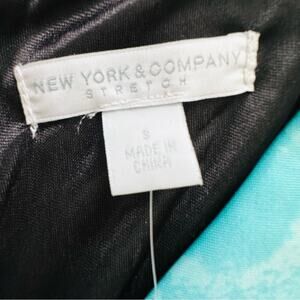 NEW YORK & COMPANY
STRETCH
S
MADE IN
CHINA